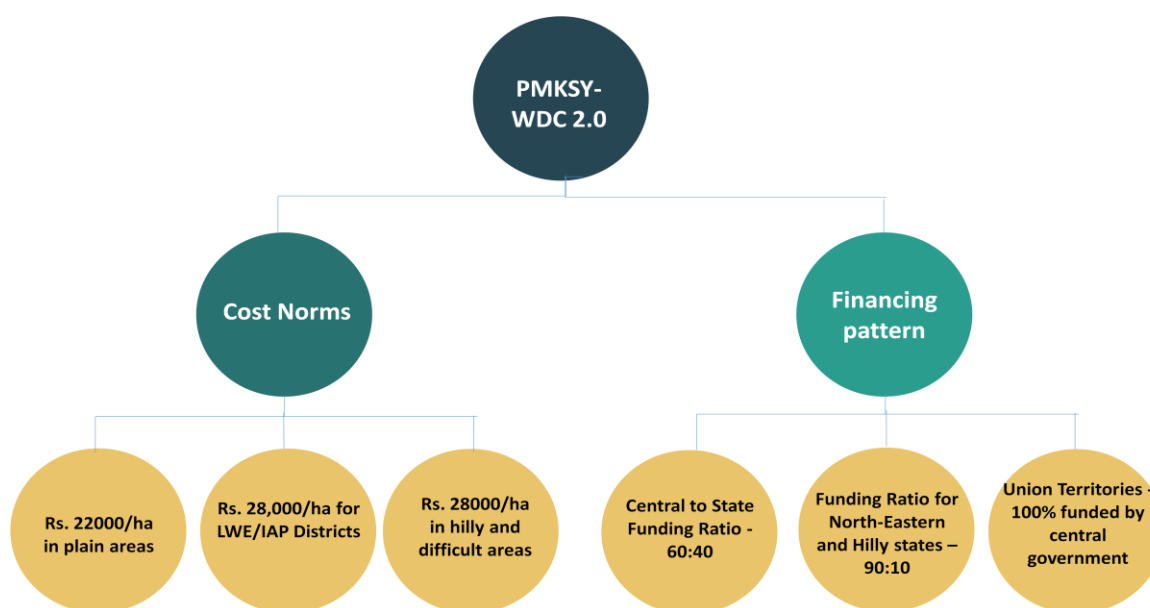 PMKSY-
WDC 2.0
Cost Norms
Financing
pattern
Rs. 22000/ha
in plain areas
Rs. 28,000/ha for
LWE/IAP Districts
Rs. 28000/ha
in hilly and
difficult areas
Central to State
Funding Ratio -
60:40
Funding Ratio for
North-Eastern
and Hilly states –
90:10
Union Territories -
100% funded by
central
government